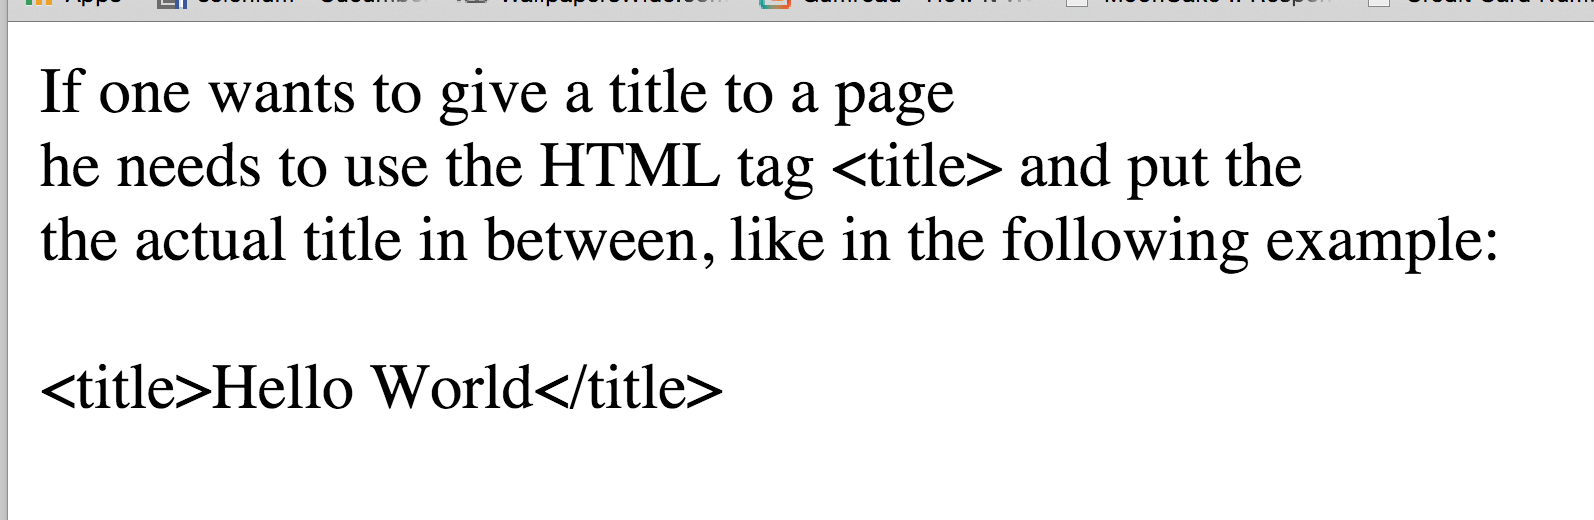 If one wants to give a title to a page
he needs to use the HTML tag <title> and put the
the actual title in between, like in the following example:
<title>Hello World</title>